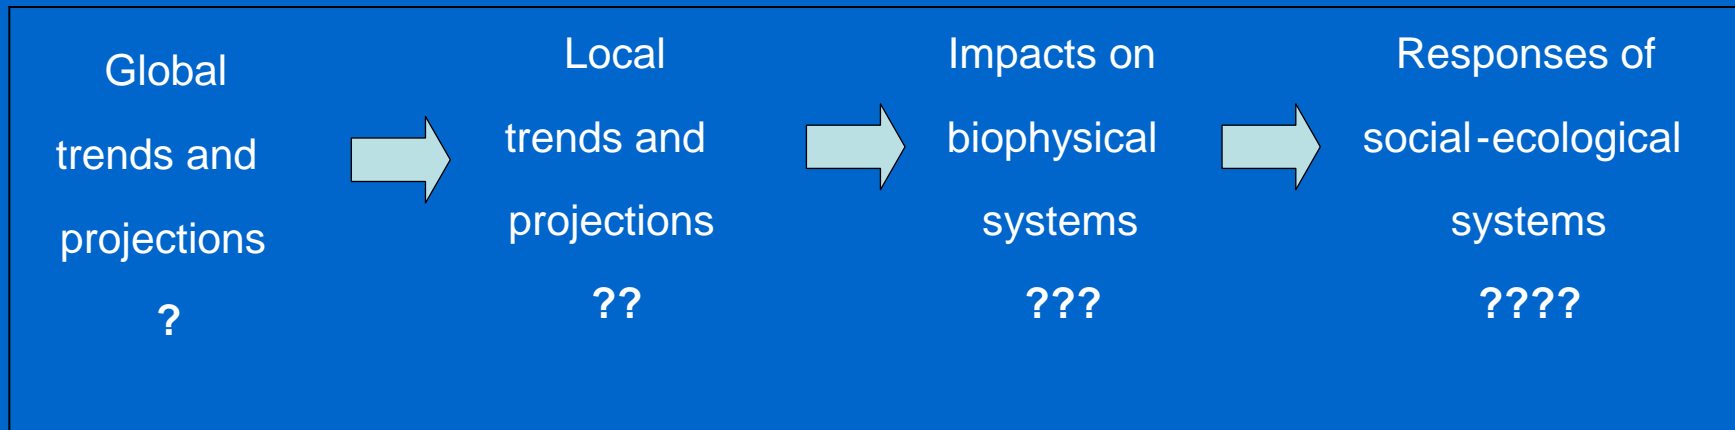 Global
trends and
projections
?
Local
trends and
projections
??
Impacts on
biophysical
systems
???
Responses of
social-ecological
systems
????